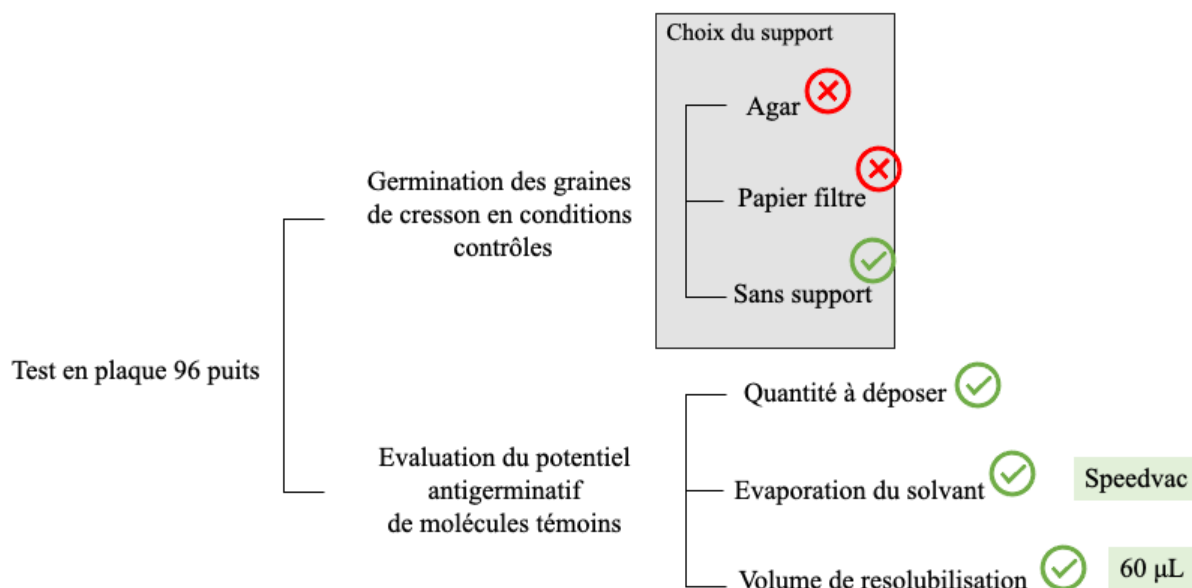 Choix du support
Agar
Germination des graines
de cresson en conditions
contrôles
Papier filtre
Sans support
Test en plaque 96 puits
Quantité à déposer
Evaluation du potentiel
antigerminatif
de molécules témoins
Evaporation du solvant
Speedvac
Volume de resolubilisation
60 µL